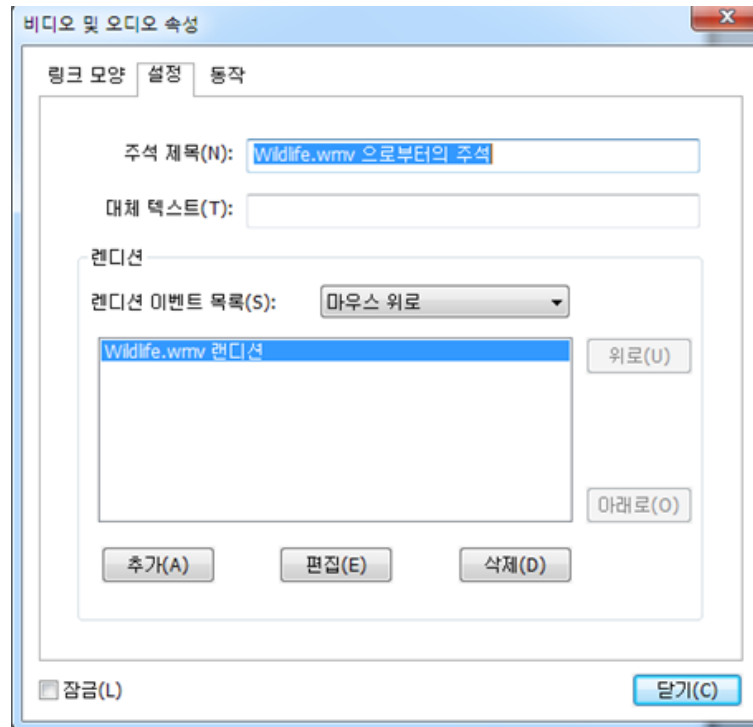 비디오 및 오디오 속성
링크 모양 설정 동작
주석 제목(N): Wildlife.wmv 으로부터의 주석
대체 텍스트(T):
렌디션
렌디션 이벤트 목록(S): 마우스 위로
Wildlife.wmv 랜디션
위로(U)
아래로(O)
추가(A) 편집(E) 삭제(D)
잠금(L) 닫기(C)